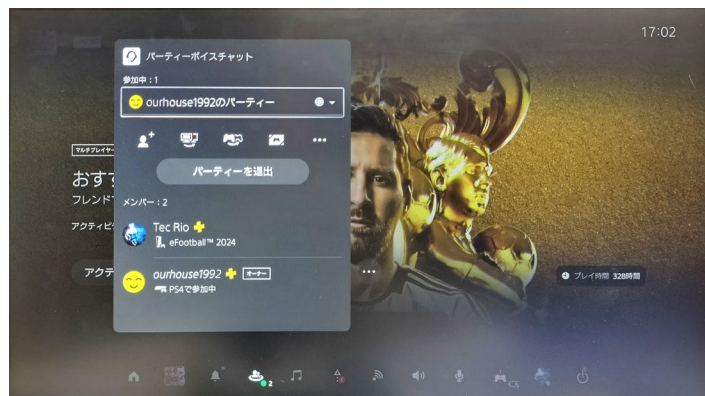 17:02
パーティーボイスチャット
参加中：1
ourhouse1992のパーティー
マルチプレイヤー
パーティーを退出
おすす
フレンド
メンバー：2
Tec Rio
アクティビ
eFootball™ 2024
アクテ
ourhouse1992 オーナー
PS4で参加中
プレイ時間 328時間
2